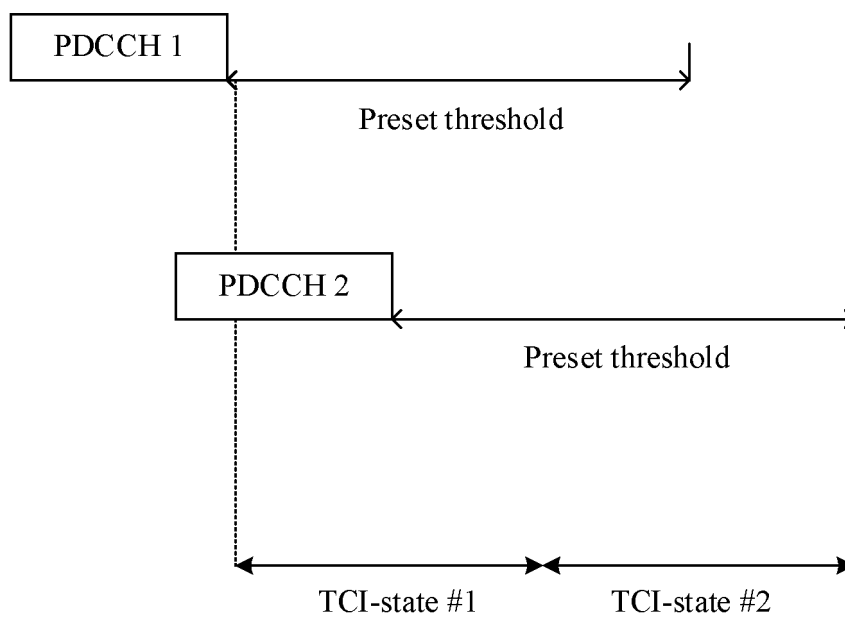 PDCCH 1
Preset threshold
PDCCH 2
Preset threshold
TCI-state #1
TCI-state #2